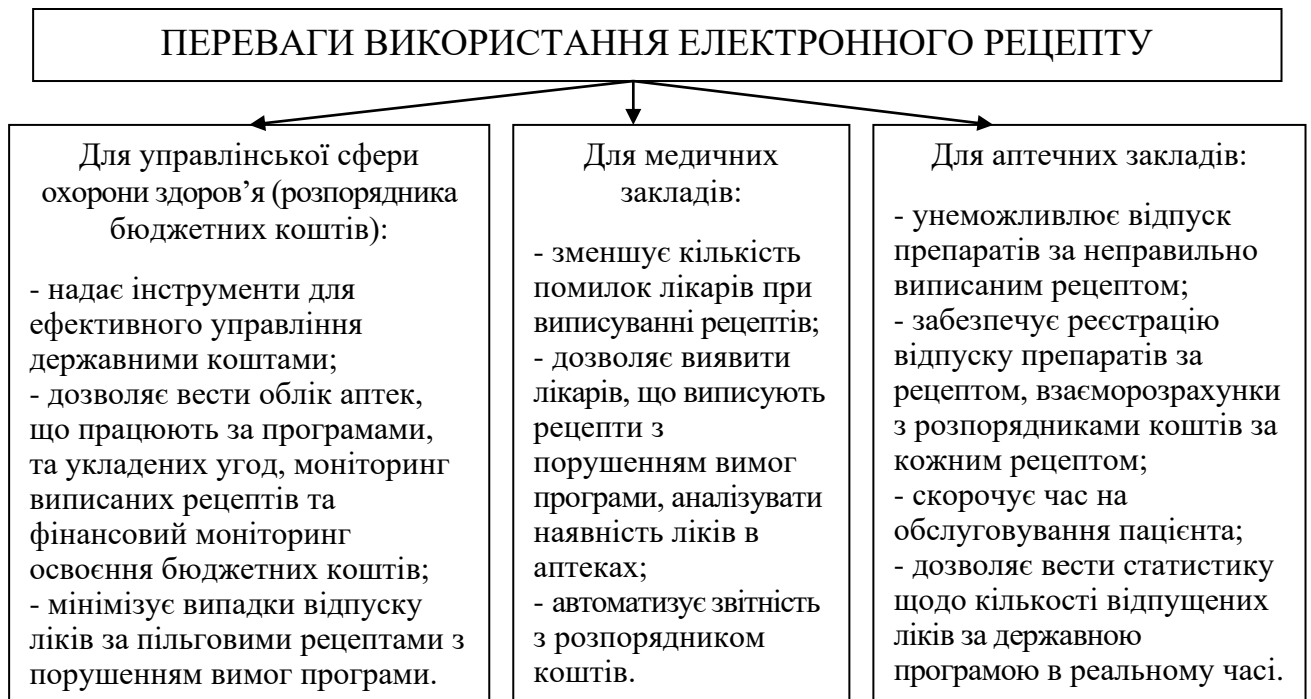 ПЕРЕВАГИ ВИКОРИСТАННЯ ЕЛЕКТРОННОГО РЕЦЕПТУ
Для управлінської сфери
охорони здоров’я (розпорядника
бюджетних коштів):
- надає інструменти для
ефективного управління
державними коштами;
- дозволяє вести облік аптек,
що працюють за програмами,
та укладених угод, моніторинг
виписаних рецептів та
фінансовий моніторинг
освоєння бюджетних коштів;
- мінімізує випадки відпуску
ліків за пільговими рецептами з
порушенням вимог програми.
Для медичних
закладів:
- зменшує кількість
помилок лікарів при
виписуванні рецептів;
- дозволяє виявити
лікарів, що виписують
рецепти з
порушенням вимог
програми, аналізувати
наявність ліків в
аптеках;
- автоматизує звітність
з розпорядником
коштів.
Для аптечних закладів:
- унеможливлює відпуск
препаратів за неправильно
виписаним рецептом;
- забезпечує реєстрацію
відпуску препаратів за
рецептом, взаєморозрахунки
з розпорядниками коштів за
кожним рецептом;
- скорочує час на
обслуговування пацієнта;
- дозволяє вести статистику
щодо кількості відпущених
ліків за державною
програмою в реальному часі.